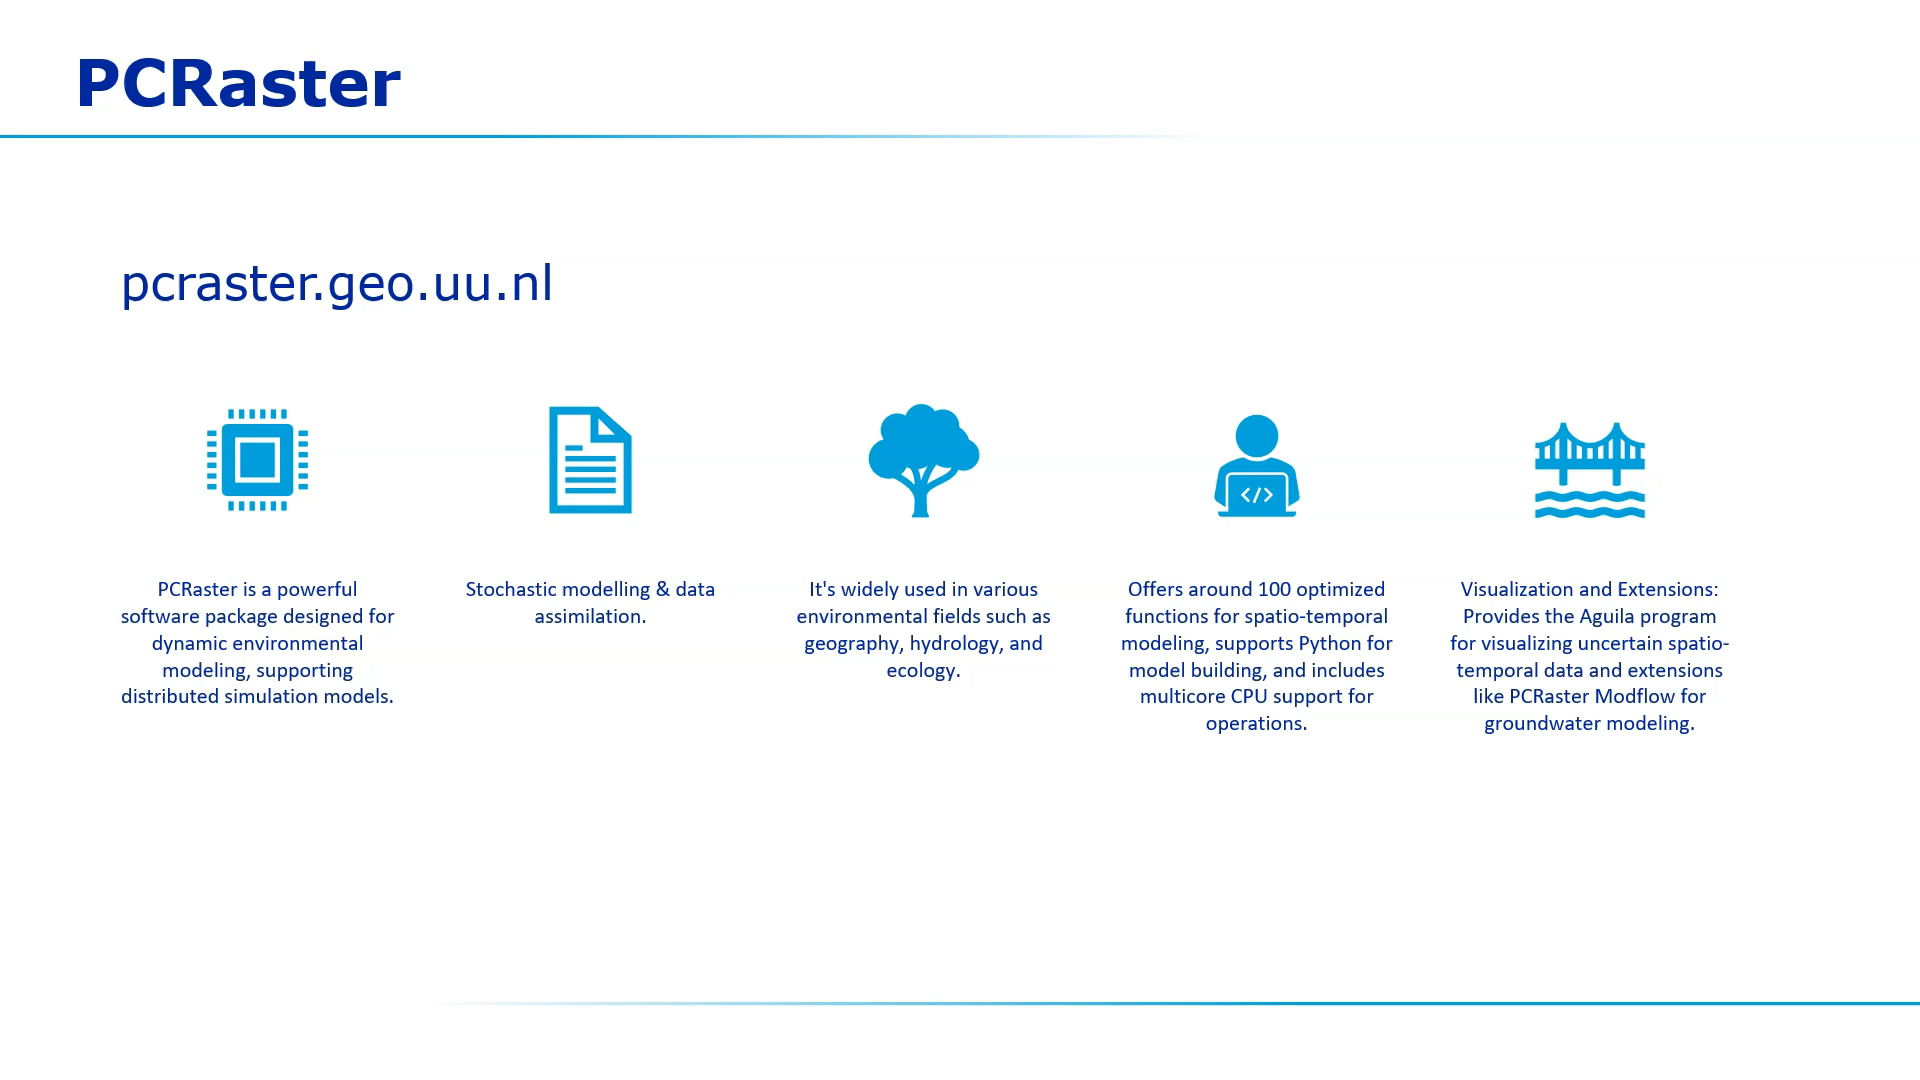 PCRaster
pcraster.geo.uu.nl
PCRaster is a powerful
software package designed for
dynamic environmental
modeling, supporting
distributed simulation models.
Stochastic modelling & data
assimilation.
It's widely used in various
environmental fields such as
geography, hydrology, and
ecology.
Offers around 100 optimized
functions for spatio-temporal
modeling, supports Python for
model building, and includes
multicore CPU support for
operations.
Visualization and Extensions:
Provides the Aguila program
for visualizing uncertain spatio-
temporal data and extensions
like PCRaster Modflow for
groundwater modeling.